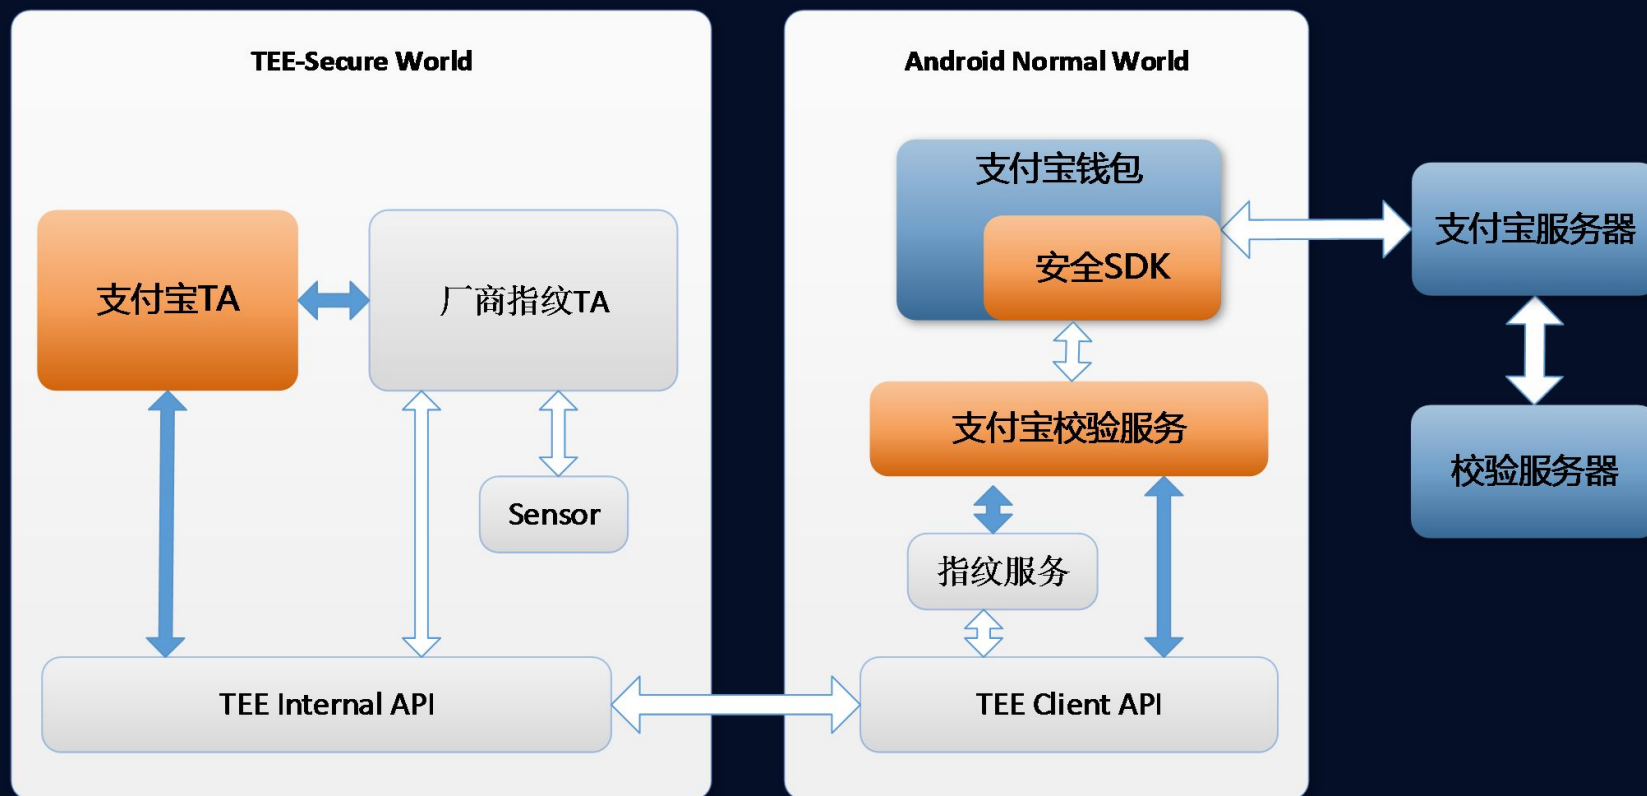 TEE-Secure World
支付宝TA
厂商指纹TA
Sensor
TEE Internal API
Android Normal World
支付宝钱包
安全SDK
支付宝校验服务
指纹服务
TEE Client API
支付宝服务器
校验服务器